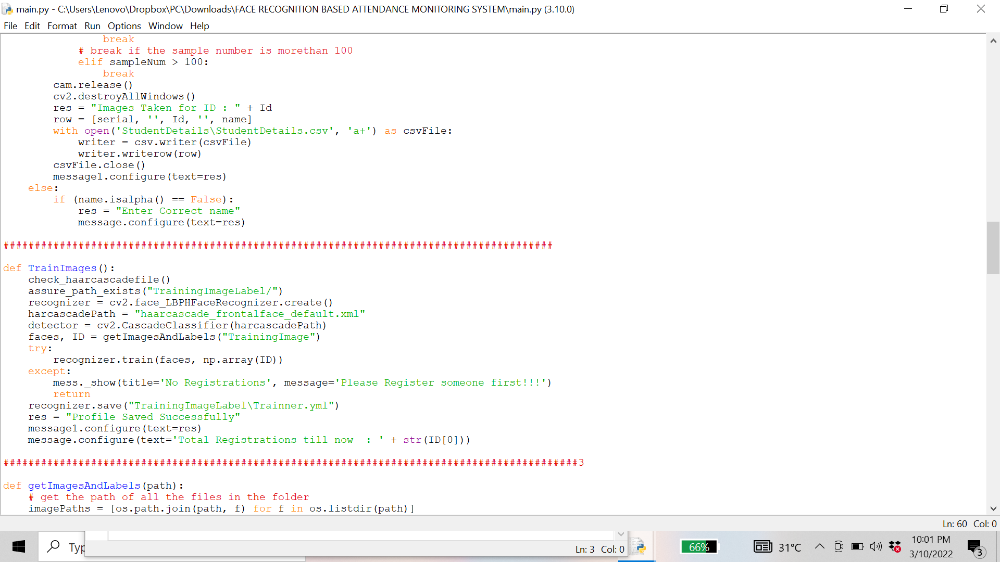 main.py - C:\Users\Lenovo\Dropbox\PC\Downloads\FACE RECOGNITION BASED ATTENDANCE MONITORING SYSTEM\main.py (3.10.0)
File Edit Format Run Options Window Help
                break
            # break if the sample number is morethan 100
            elif sampleNum > 100:
                break
        cam.release()
        cv2.destroyAllWindows()
        res = "Images Taken for ID : " + Id
        row = [serial, '', Id, '', name]
        with open('StudentDetails\StudentDetails.csv', 'a+') as csvFile:
            writer = csv.writer(csvFile)
            writer.writerow(row)
        csvFile.close()
        message1.configure(text=res)
    else:
        if (name.isalpha() == False):
            res = "Enter Correct name"
            message.configure(text=res)
########################################################################################
def TrainImages():
    check_haarcascadefile()
    assure_path_exists("TrainingImageLabel/")
    recognizer = cv2.face_LBPHFaceRecognizer.create()
    harcascadePath = "haarcascade_frontalface_default.xml"
    detector = cv2.CascadeClassifier(harcascadePath)
    faces, ID = getImagesAndLabels("TrainingImage")
    try:
        recognizer.train(faces, np.array(ID))
    except:
        mess._show(title='No Registrations', message='Please Register someone first!!!')
        return
    recognizer.save("TrainingImageLabel\Trainner.yml")
    res = "Profile Saved Successfully"
    message1.configure(text=res)
    message.configure(text='Total Registrations till now  : ' + str(ID[0]))
############################################################################################3
def getImagesAndLabels(path):
    # get the path of all the files in the folder
    imagePaths = [os.path.join(path, f) for f in os.listdir(path)]
Ln: 60 Col: 0
Typ
Ln: 3 Col: 0
66%
31°C
10:01 PM
3/10/2022
3